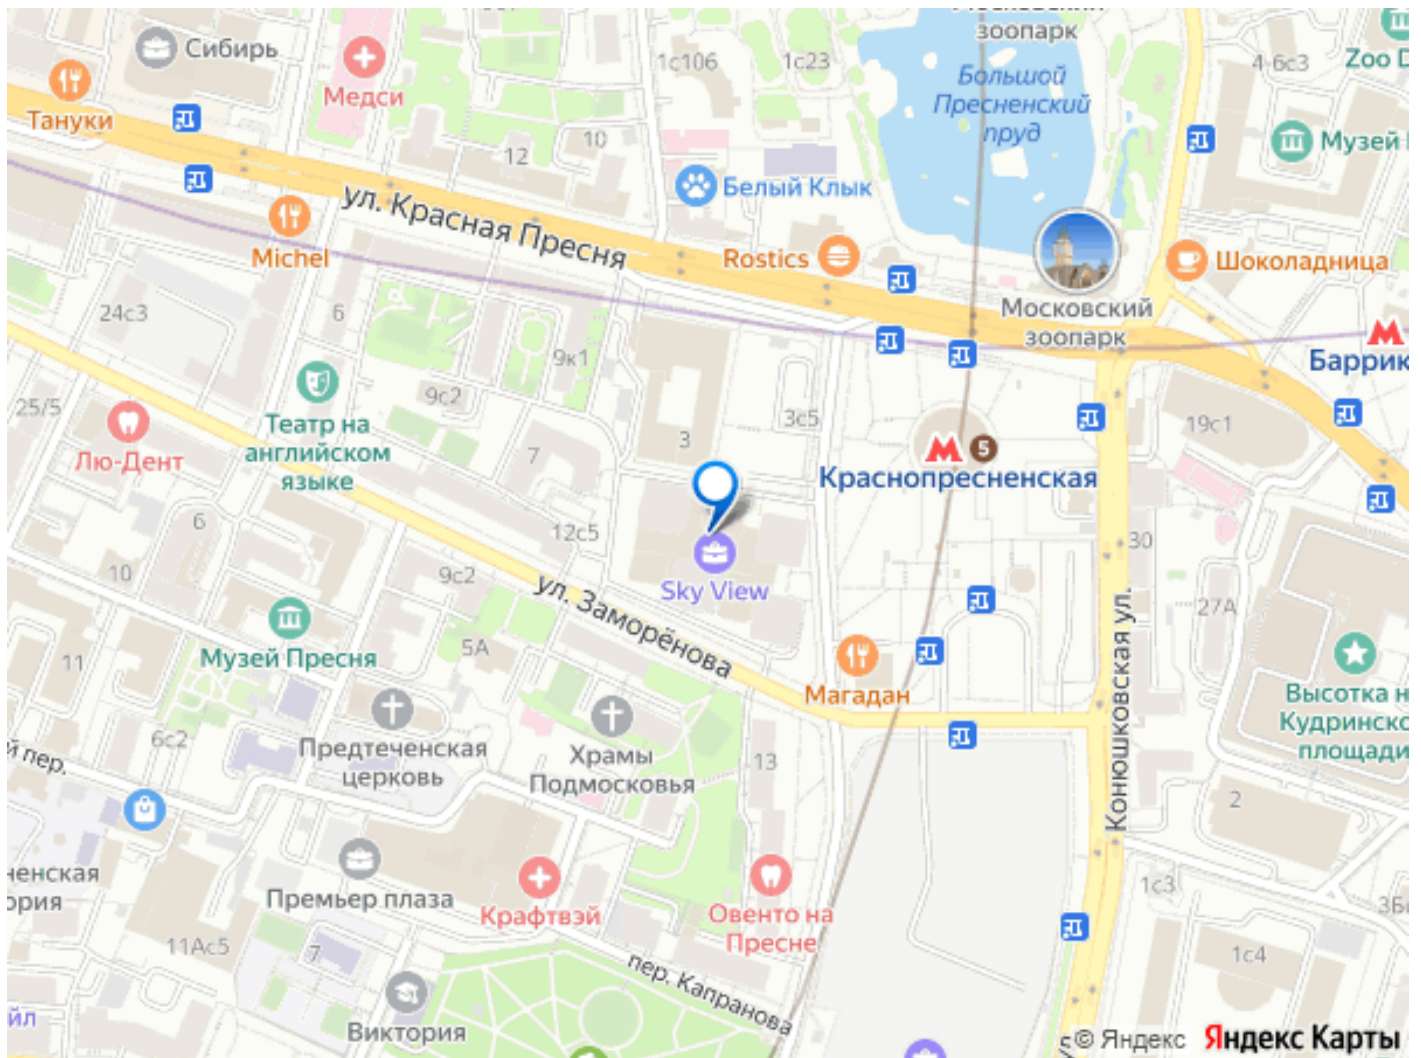 зоопарк
Сибирь
1с106
1с23
4-6с3
Zoo
Большой
Пресненский
пруд
Медси
Тануки
12
10
Музей
Белый Клык
ул. Красная Пресня
Michel
Rostics
Шоколадница
Московский
зоопарк
24с3
6
9к1
Баррик
25/5
9с2
3с5
19с1
Театр на
английском
языке
Лю-Дент
7
3
5
Краснопресненская
6
12с5
30
10
9с2
Sky View
ул. Заморёнова
27А
Музей Пресня
5А
11
Магадан
Конюшковская ул.
Высотка н
Кудринско
площади
6с2
Предтеченская
церковь
Храмы
Подмосковья
13
й пер.
2
ненская
ория
Премьер плаза
Крафтвэй
Овенто на
Пресне
1с3
3Бс
11Ас5
7
1с4
пер. Капранова
йл
Виктория
© Яндекс Яндекс Карты